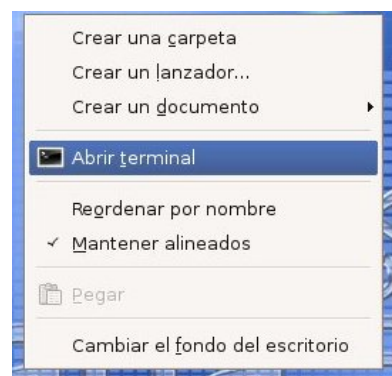 Crear una carpeta
Crear un lanzador...
Crear un documento
Abrir terminal
Reordenar por nombre
Mantener alineados
Pegar
Cambiar el fondo del escritorio